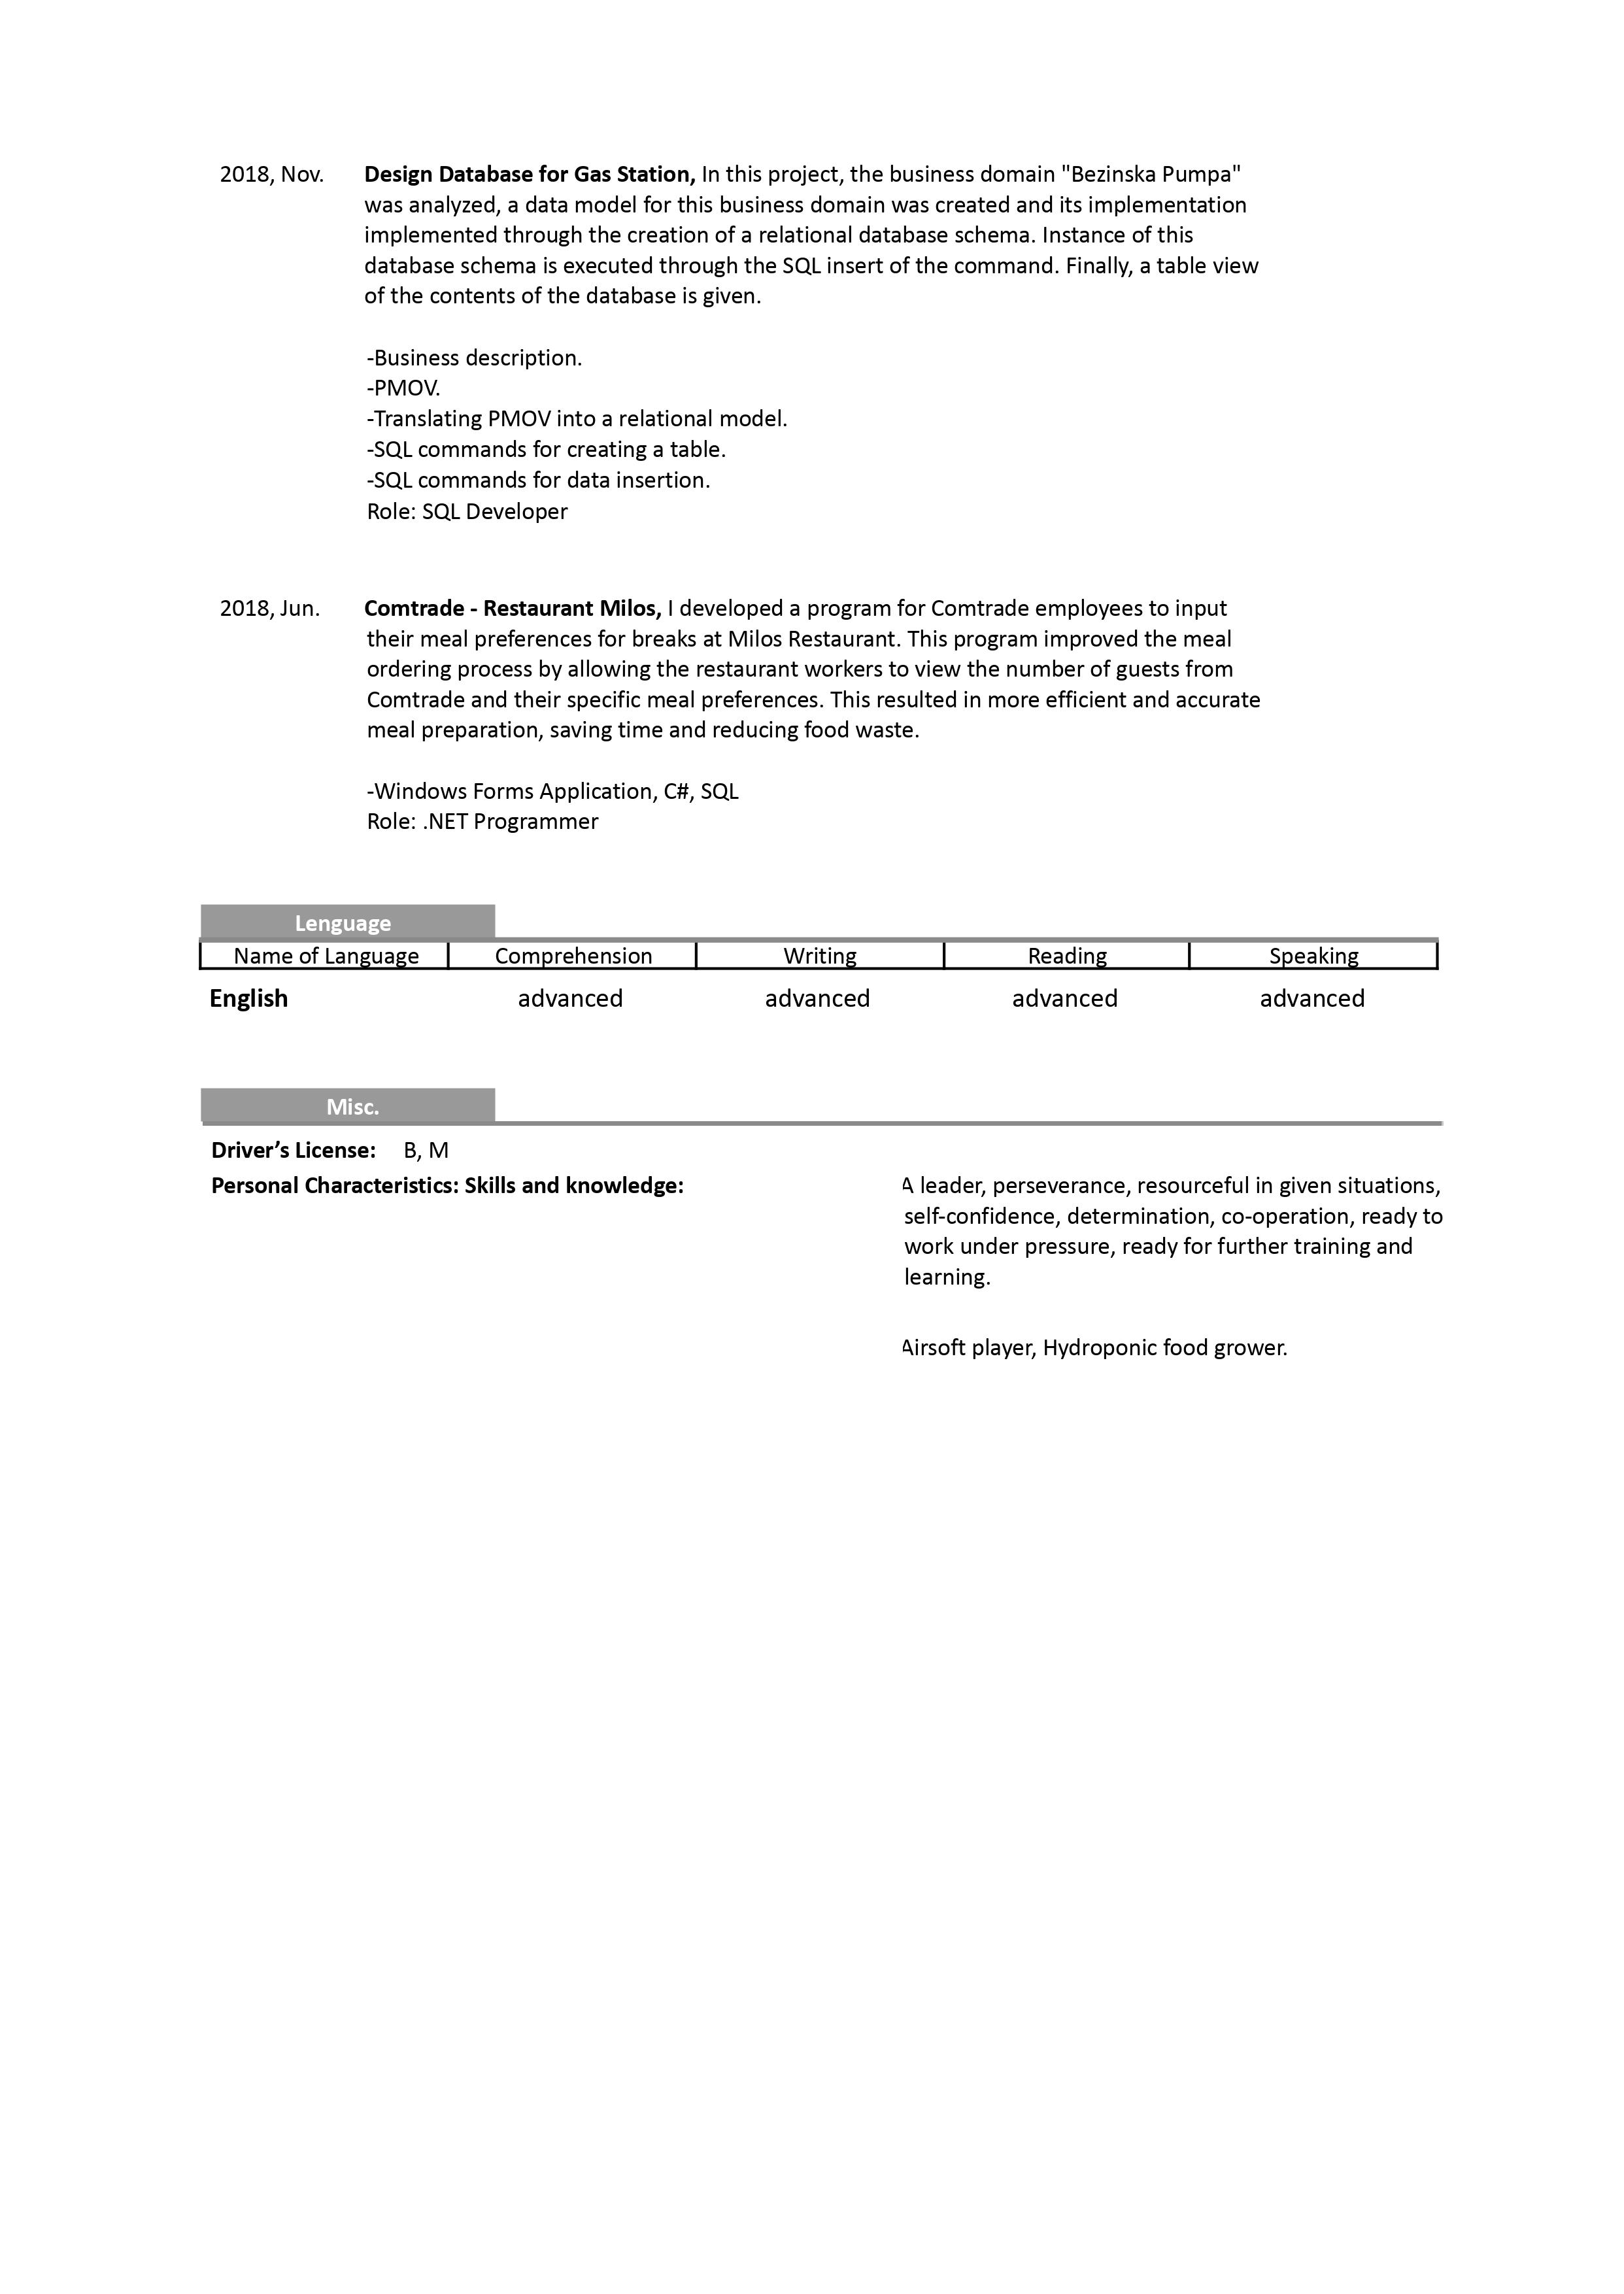 2018, Nov. Design Database for Gas Station, In this project, the business domain "Bezinska Pumpa"
was analyzed, a data model for this business domain was created and its implementation
implemented through the creation of a relational database schema. Instance of this
database schema is executed through the SQL insert of the command. Finally, a table view
of the contents of the database is given.
-Business description.
-PMOV.
-Translating PMOV into a relational model.
-SQL commands for creating a table.
-SQL commands for data insertion.
Role: SQL Developer
2018, Jun. Comtrade - Restaurant Milos, I developed a program for Comtrade employees to input
their meal preferences for breaks at Milos Restaurant. This program improved the meal
ordering process by allowing the restaurant workers to view the number of guests from
Comtrade and their specific meal preferences. This resulted in more efficient and accurate
meal preparation, saving time and reducing food waste.
-Windows Forms Application, C#, SQL
Role: .NET Programmer
Lenguage
Name of Language Comprehension Writing Reading Speaking
English advanced advanced advanced advanced
Misc.
Driver’s License: B, M
Personal Characteristics: Skills and knowledge: A leader, perseverance, resourceful in given situations,
self-confidence, determination, co-operation, ready to
work under pressure, ready for further training and
learning.
Airsoft player, Hydroponic food grower.